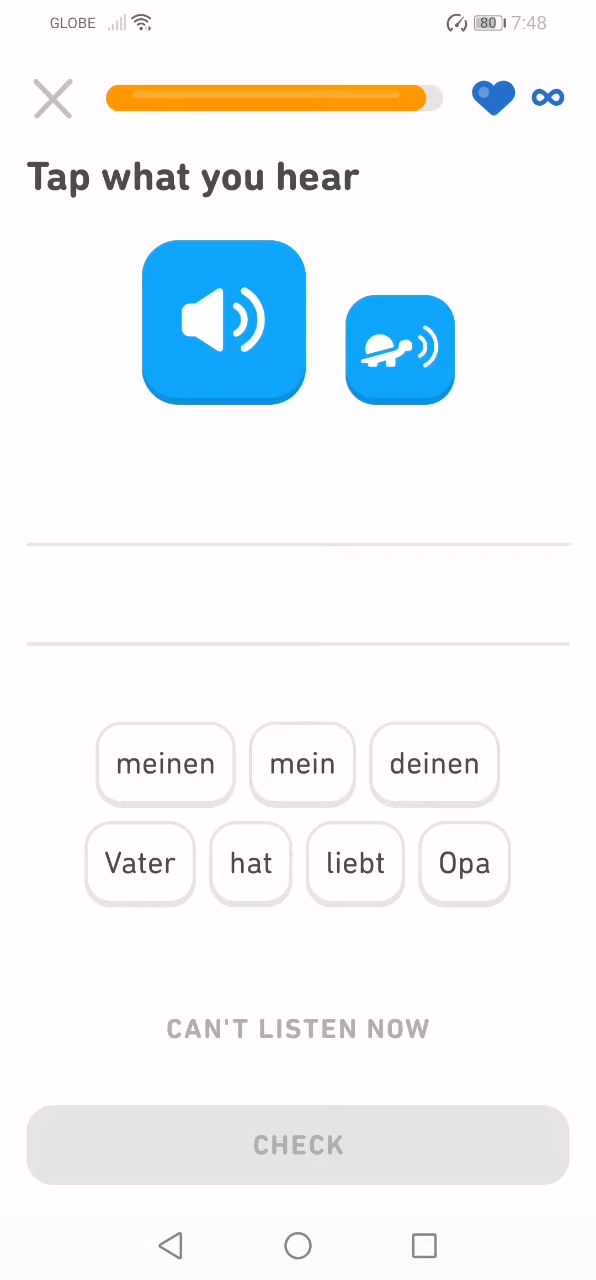 GLOBE 80 7:48
Tap what you hear
meinen mein deinen
Vater hat liebt Opa
CAN'T LISTEN NOW
CHECK